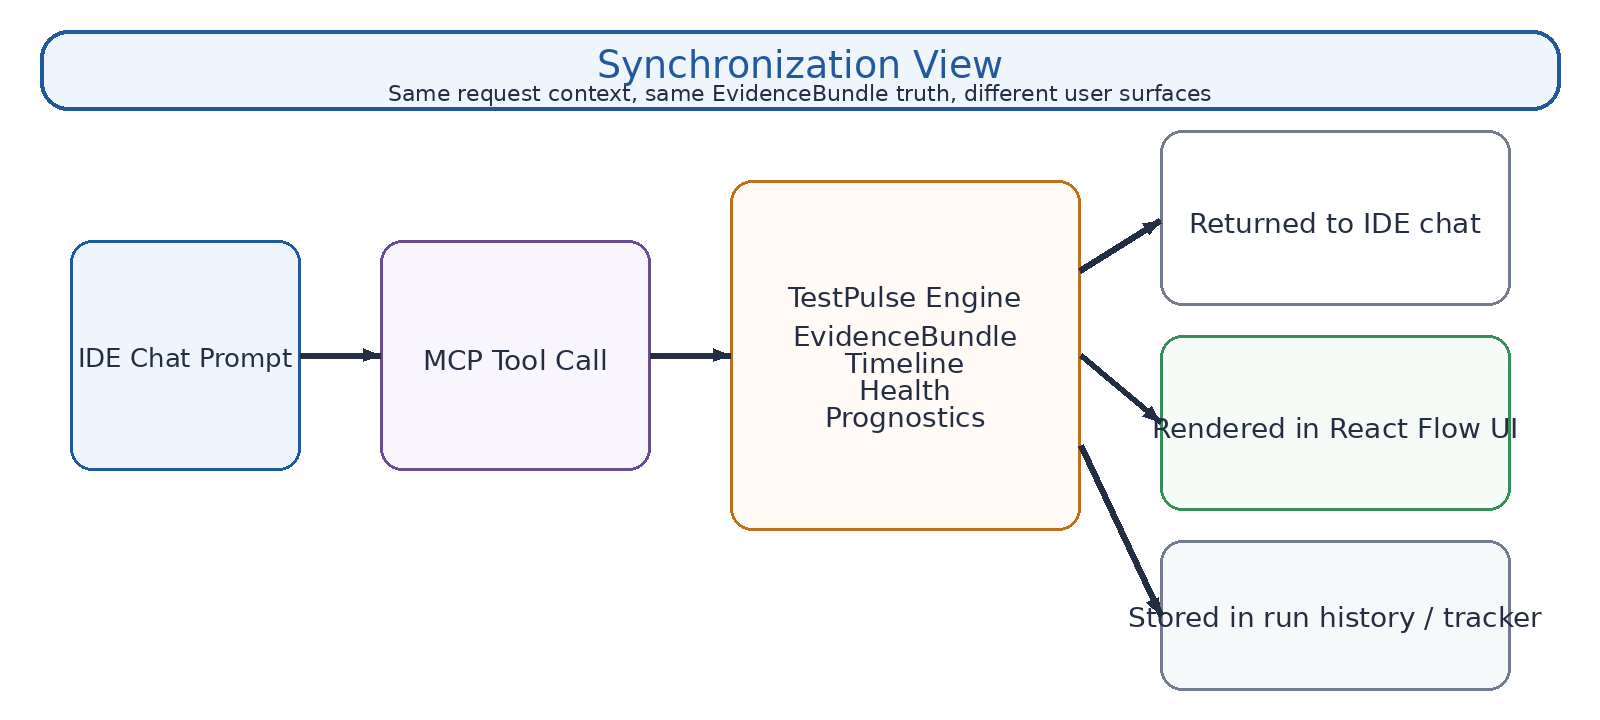 Synchronization View
Same request context, same EvidenceBundle truth, different user surfaces
IDE Chat Prompt
MCP Tool Call
TestPulse Engine
EvidenceBundle
Timeline
Health
Prognostics
Returned to IDE chat
Rendered in React Flow UI
Stored in run history / tracker